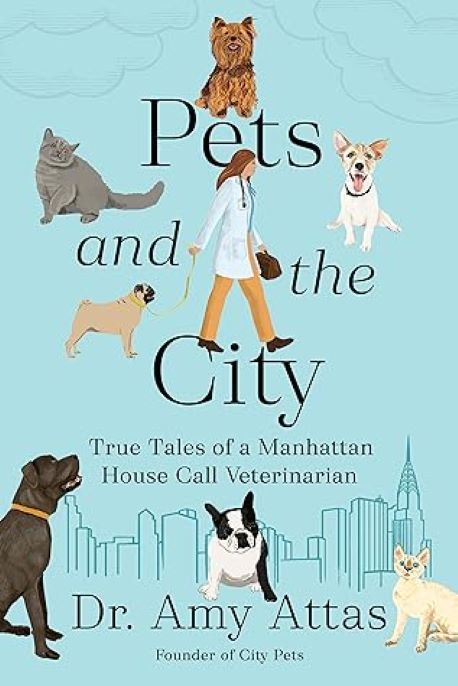 Pets
and the
City
True Tales of a Manhattan
House Call Veterinarian
Dr. Amy Attas
Founder of City Pets